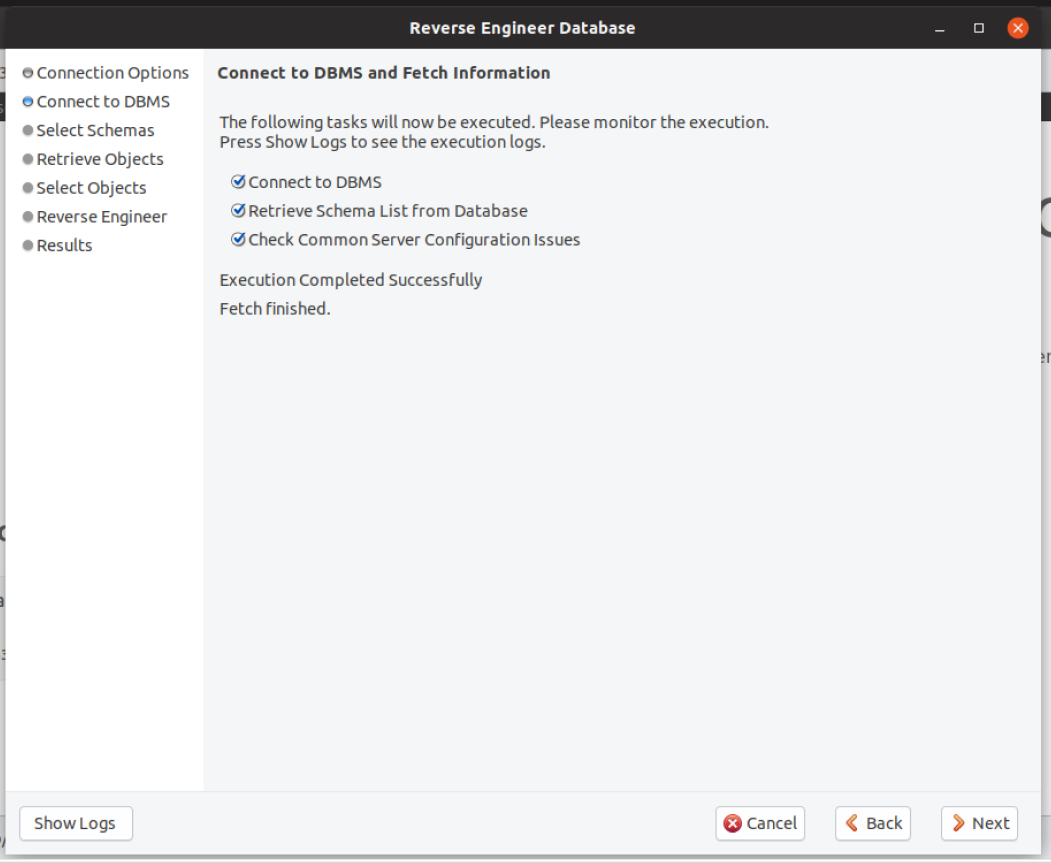 Reverse Engineer Database
Connection Options
Connect to DBMS
Select Schemas
Retrieve Objects
Select Objects
Reverse Engineer
Results
Connect to DBMS and Fetch Information
The following tasks will now be executed. Please monitor the execution.
Press Show Logs to see the execution logs.
Connect to DBMS
Retrieve Schema List from Database
Check Common Server Configuration Issues
Execution Completed Successfully
Fetch finished.
Show Logs
Cancel
Back
Next